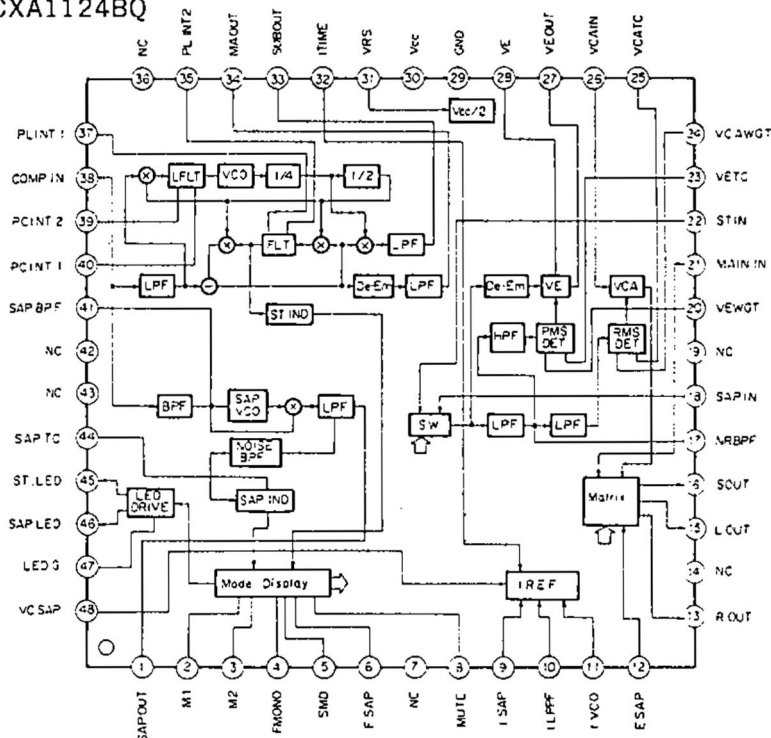 CXA1124BQ
NC
PLINT2
MAOUT
SUBOUT
ITIME
VRS
Vcc
GND
VE
VEOUT
VCAIN
VCATC
36
35
34
33
32
31
30
29
28
27
26
25
Vcc/2
PLINT 1
37
24
VCAWGT
COMP IN
38
LFLT
VCO
1/4
1/2
23
VETC
PCINT 2
39
FLT
LPF
22
STIN
PCINT 1
40
LPF
De-Em
LPF
De-Em
VE
VCA
21
MAIN IN
SAP BPF
41
ST IND
HPF
RMS
DET
RMS
DET
20
VEWGT
NC
42
19
NC
NC
43
BPF
SAP
VCO
LPF
SW
LPF
LPF
18
SAP IN
17
NRBPF
SAP TC
44
NOISE
BPF
ST.LED
45
LED
DRIVE
SAP IND
Matrix
16
SOUT
SAP LED
46
15
L OUT
LED G
47
Mode Display
I REF
14
NC
VC SAP
48
13
R OUT
1
2
3
4
5
6
7
8
9
10
11
12
SAPOUT
M1
M2
FMONO
SMD
F SAP
NC
MUTE
I SAP
I LPPF
I VCO
E SAP